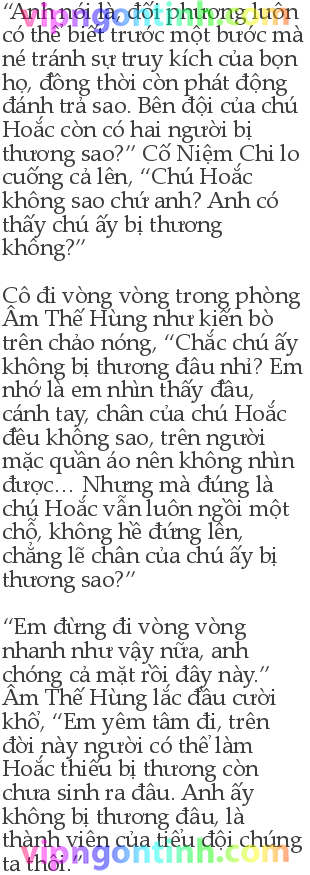 “Anh nói là, đối phương luôn
vipngontinh.com
có thể biết trước một bước mà
né tránh sự truy kích của bọn
họ, đồng thời còn phát động
đánh trả sao. Bên đội của chú
Hoắc còn có hai người bị
thương sao?” Cố Niệm Chi lo
cuống cả lên, “Chú Hoắc
không sao chứ anh? Anh có
thấy chú ấy bị thương
không?”
Cô đi vòng vòng trong phòng
Âm Thế Hùng như kiến bò
trên chảo nóng, “Chắc chú ấy
không bị thương đâu nhỉ? Em
nhớ là em nhìn thấy đầu,
cánh tay, chân của chú Hoắc
đều không sao, trên người
mặc quần áo nên không nhìn
được... Nhưng mà đúng là
chú Hoắc vẫn luôn ngồi một
chỗ, không hề đứng lên,
chẳng lẽ chân của chú ấy bị
thương sao?”
“Em đừng đi vòng vòng
nhanh như vậy nữa, anh
chóng cả mặt rồi đây này.”
Âm Thế Hùng lắc đầu cười
khổ, “Em yêm tâm đi, trên
đời này người có thể làm
Hoắc thiếu bị thương còn
chưa sinh ra đâu. Anh ấy
không bị thương đâu, là
thành viên của tiểu đội chúng
vipngontinh.com
ta thôi.”